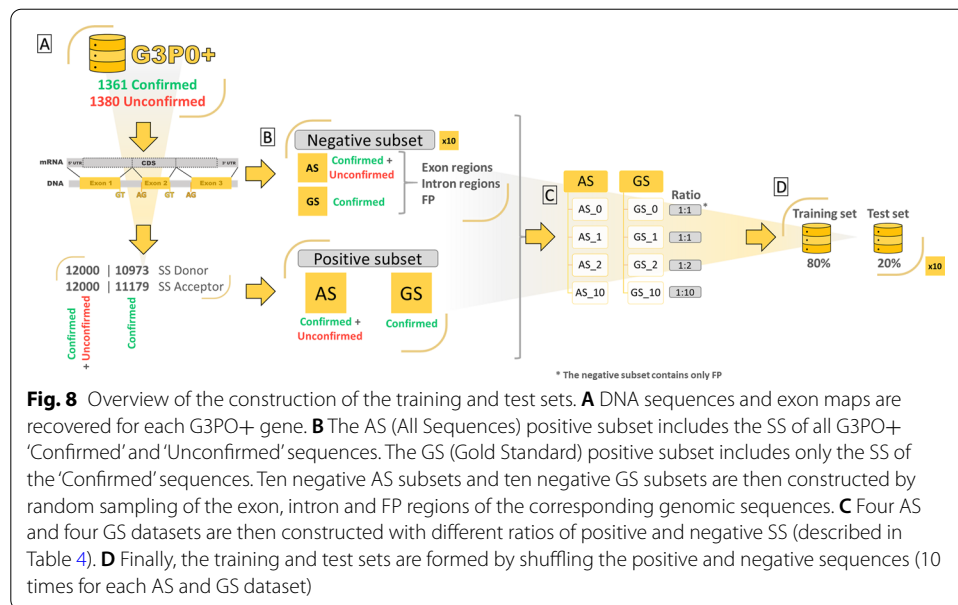 A
G3PO+
1361 Confirmed
1380 Unconfirmed
mRNA 5' UTR CDS 3' UTR
DNA Exon 1 Exon 2 Exon 3
GT AG GT AG
12000 | 10973 SS Donor
12000 | 11179 SS Acceptor
Confirmed
+ Unconfirmed
Confirmed
B
Negative subset x10
AS Confirmed + Unconfirmed
GS Confirmed
Exon regions
Intron regions
FP
Positive subset
AS GS
Confirmed + Unconfirmed
Confirmed
C
AS GS Ratio
AS_0 GS_0 1:1 *
AS_1 GS_1 1:1
AS_2 GS_2 1:2
AS_10 GS_10 1:10
* The negative subset contains only FP
D
Training set Test set
80% 20% x10
Fig. 8 Overview of the construction of the training and test sets. A DNA sequences and exon maps are
recovered for each G3PO+ gene. B The AS (All Sequences) positive subset includes the SS of all G3PO+
'Confirmed' and 'Unconfirmed' sequences. The GS (Gold Standard) positive subset includes only the SS of
the 'Confirmed' sequences. Ten negative AS subsets and ten negative GS subsets are then constructed by
random sampling of the exon, intron and FP regions of the corresponding genomic sequences. C Four AS
and four GS datasets are then constructed with different ratios of positive and negative SS (described in
Table 4). D Finally, the training and test sets are formed by shuffling the positive and negative sequences (10
times for each AS and GS dataset)